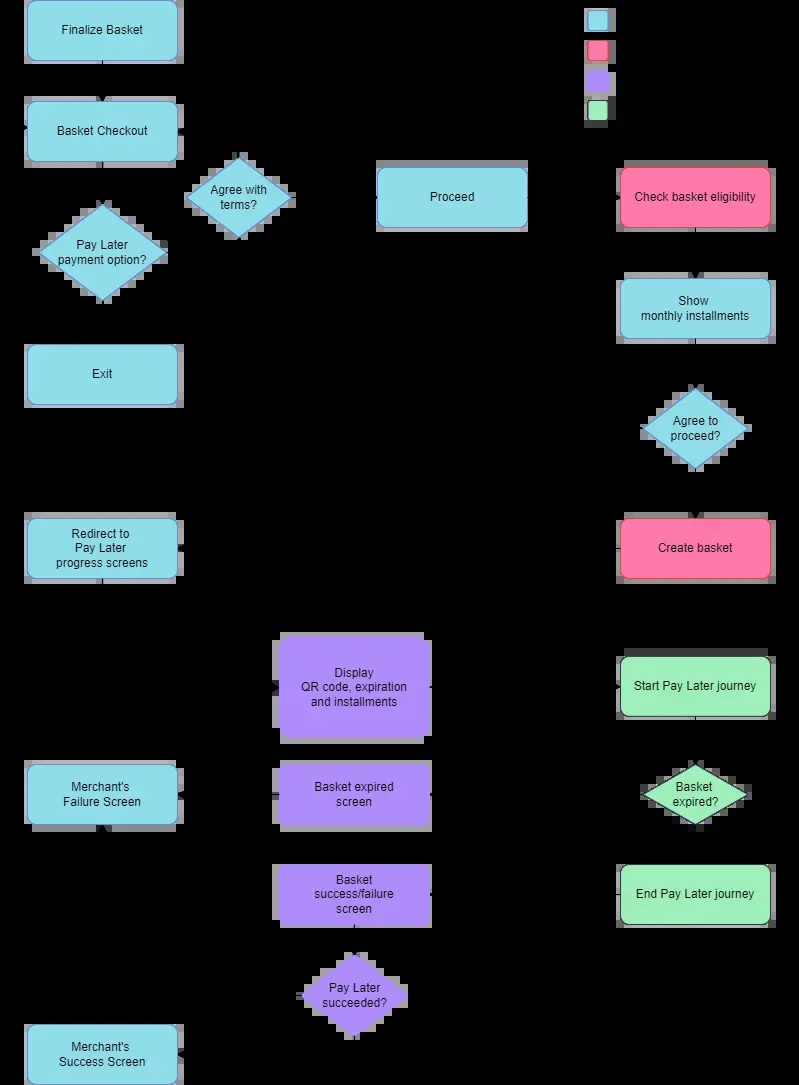 Finalize Basket
Basket Checkout
Agree with
terms?
Proceed
Check basket eligibility
Pay Later
payment option?
Show
monthly installments
Exit
Agree to
proceed?
Redirect to
Pay Later
progress screens
Create basket
Display
QR code, expiration
and installments
Start Pay Later journey
Merchant's
Failure Screen
Basket expired
screen
Basket
expired?
Basket
success/failure
screen
End Pay Later journey
Pay Later
succeeded?
Merchant's
Success Screen